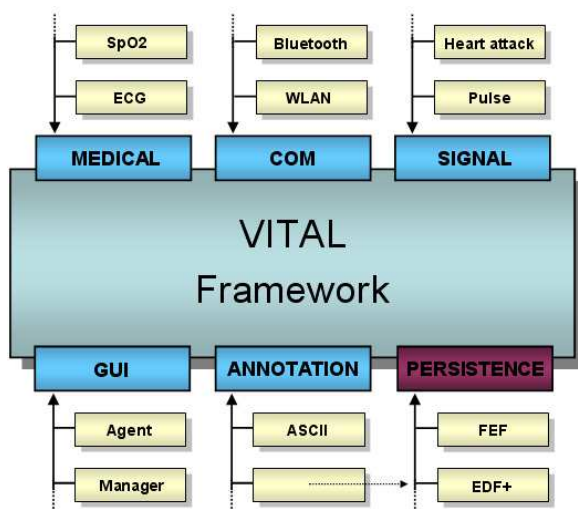 SpO2
Bluetooth
Heart attack
ECG
WLAN
Pulse
MEDICAL
COM
SIGNAL
VITAL
Framework
GUI
ANNOTATION
PERSISTENCE
Agent
ASCII
FEF
Manager
EDF+